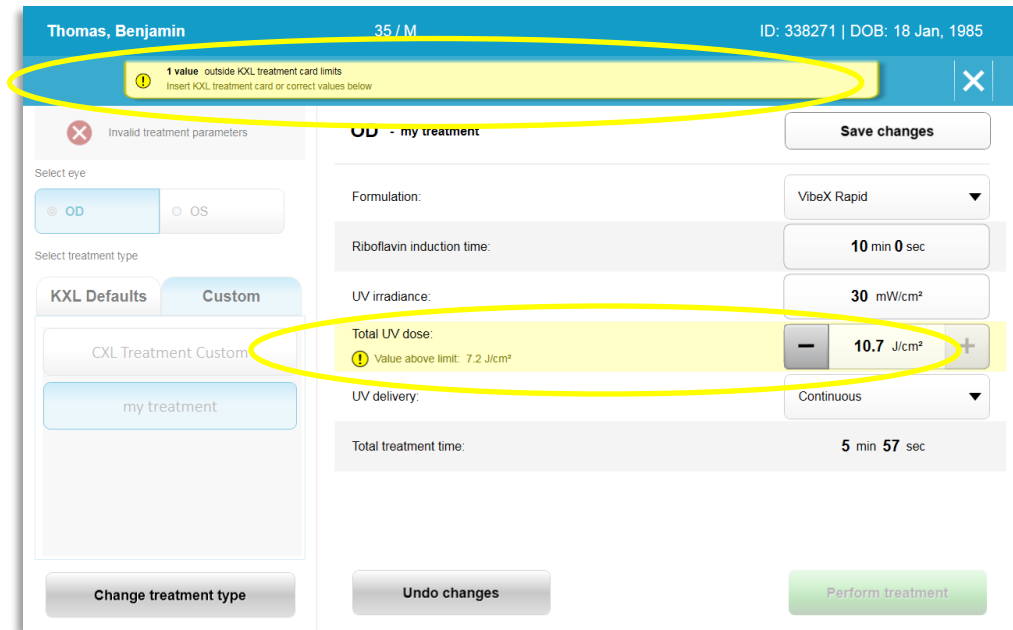 Thomas, Benjamin 35 / M ID: 338271 | DOB: 18 Jan, 1985
1 value outside KXL treatment card limits
Insert KXL treatment card or correct values below
Invalid treatment parameters
OD - my treatment
Save changes
Select eye
OD OS
Select treatment type
KXL Defaults Custom
CXL Treatment Custom
my treatment
Change treatment type
Formulation: VibeX Rapid
Riboflavin induction time: 10 min 0 sec
UV irradiance: 30 mW/cm²
Total UV dose: 10.7 J/cm²
Value above limit: 7.2 J/cm²
UV delivery: Continuous
Total treatment time: 5 min 57 sec
Undo changes
Perform treatment